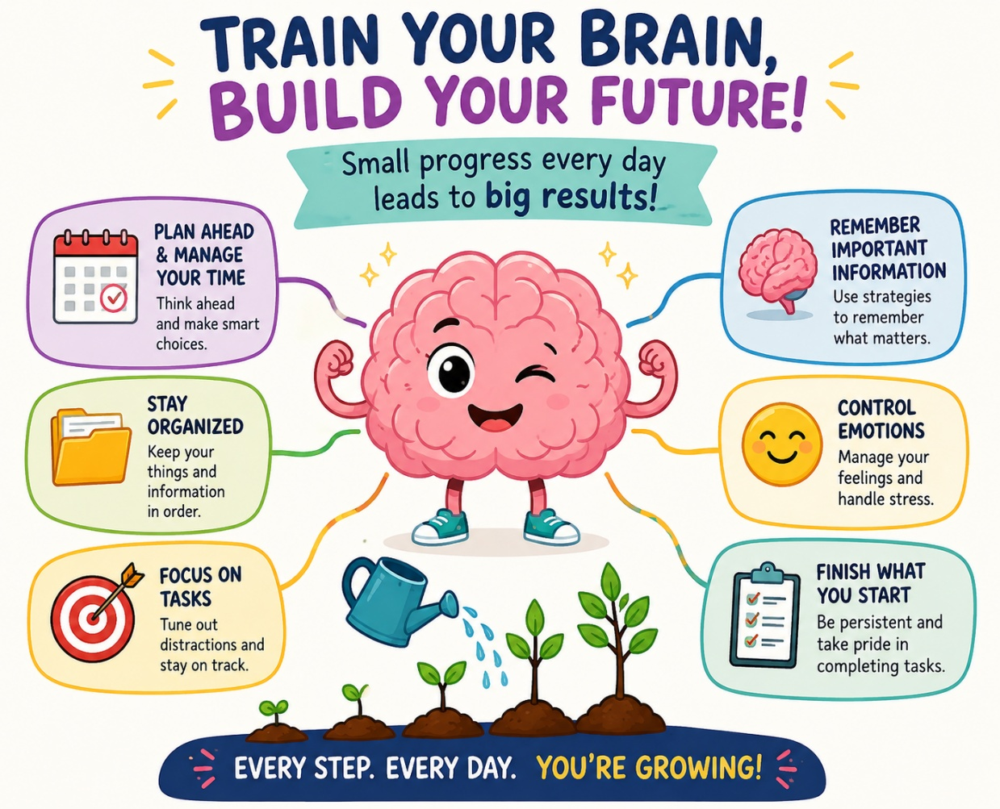 TRAIN YOUR BRAIN,
BUILD YOUR FUTURE!
Small progress every day
leads to big results!
PLAN AHEAD
& MANAGE
YOUR TIME
Think ahead
and make smart
choices.
STAY
ORGANIZED
Keep your
things and
information
in order.
FOCUS ON
TASKS
Tune out
distractions and
stay on track.
REMEMBER
IMPORTANT
INFORMATION
Use strategies
to remember
what matters.
CONTROL
EMOTIONS
Manage your
feelings and
handle stress.
FINISH WHAT
YOU START
Be persistent and
take pride in
completing tasks.
EVERY STEP. EVERY DAY. YOU'RE GROWING!